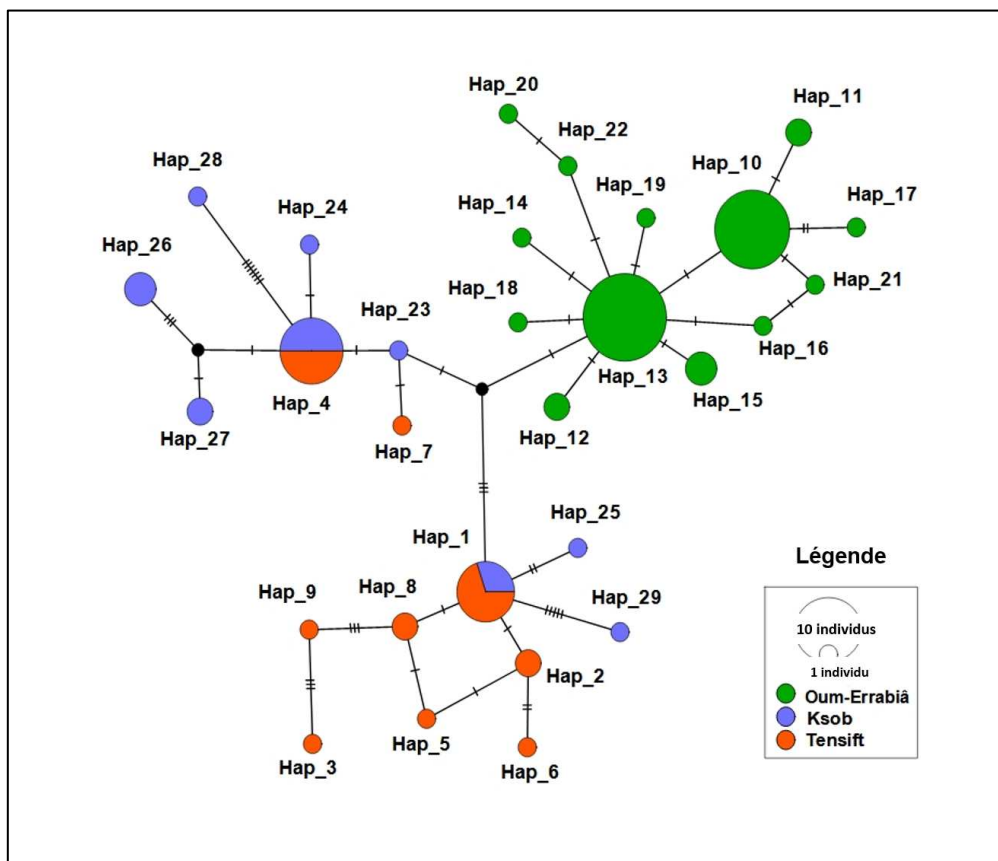 Hap_20
Hap_11
Hap_22
Hap_10
Hap_28
Hap_19
Hap_17
Hap_24
Hap_14
Hap_26
Hap_21
Hap_18
Hap_23
Hap_16
Hap_13
Hap_15
Hap_4
Hap_12
Hap_27
Hap_7
Hap_25
Hap_1
Légende
Hap_9
Hap_8
Hap_29
10 individus
1 individu
Hap_2
Oum-Errabiâ
Ksob
Hap_5
Tensift
Hap_3
Hap_6